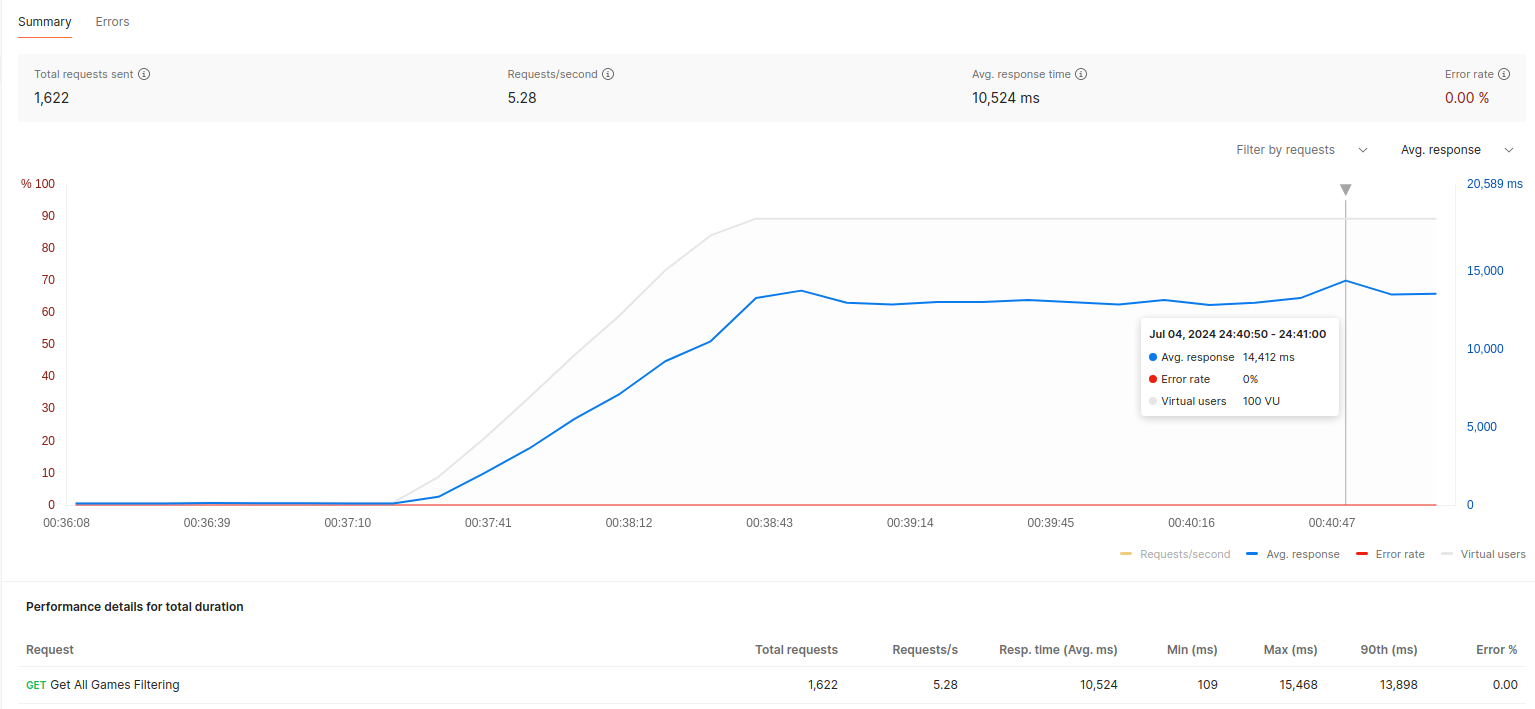 Summary Errors
Total requests sent Requests/second Avg. response time Error rate
1,622 5.28 10,524 ms 0.00 %
Filter by requests Avg. response
% 100 20,589 ms
90
80
70 15,000
60
50 10,000
40
30 5,000
20
10
0 0
Jul 04, 2024 24:40:50 - 24:41:00
Avg. response 14,412 ms
Error rate 0%
Virtual users 100 VU
00:36:08 00:36:39 00:37:10 00:37:41 00:38:12 00:38:43 00:39:14 00:39:45 00:40:16 00:40:47
Requests/second Avg. response Error rate Virtual users
Performance details for total duration
Request Total requests Requests/s Resp. time (Avg. ms) Min (ms) Max (ms) 90th (ms) Error %
GET Get All Games Filtering 1,622 5.28 10,524 109 15,468 13,898 0.00